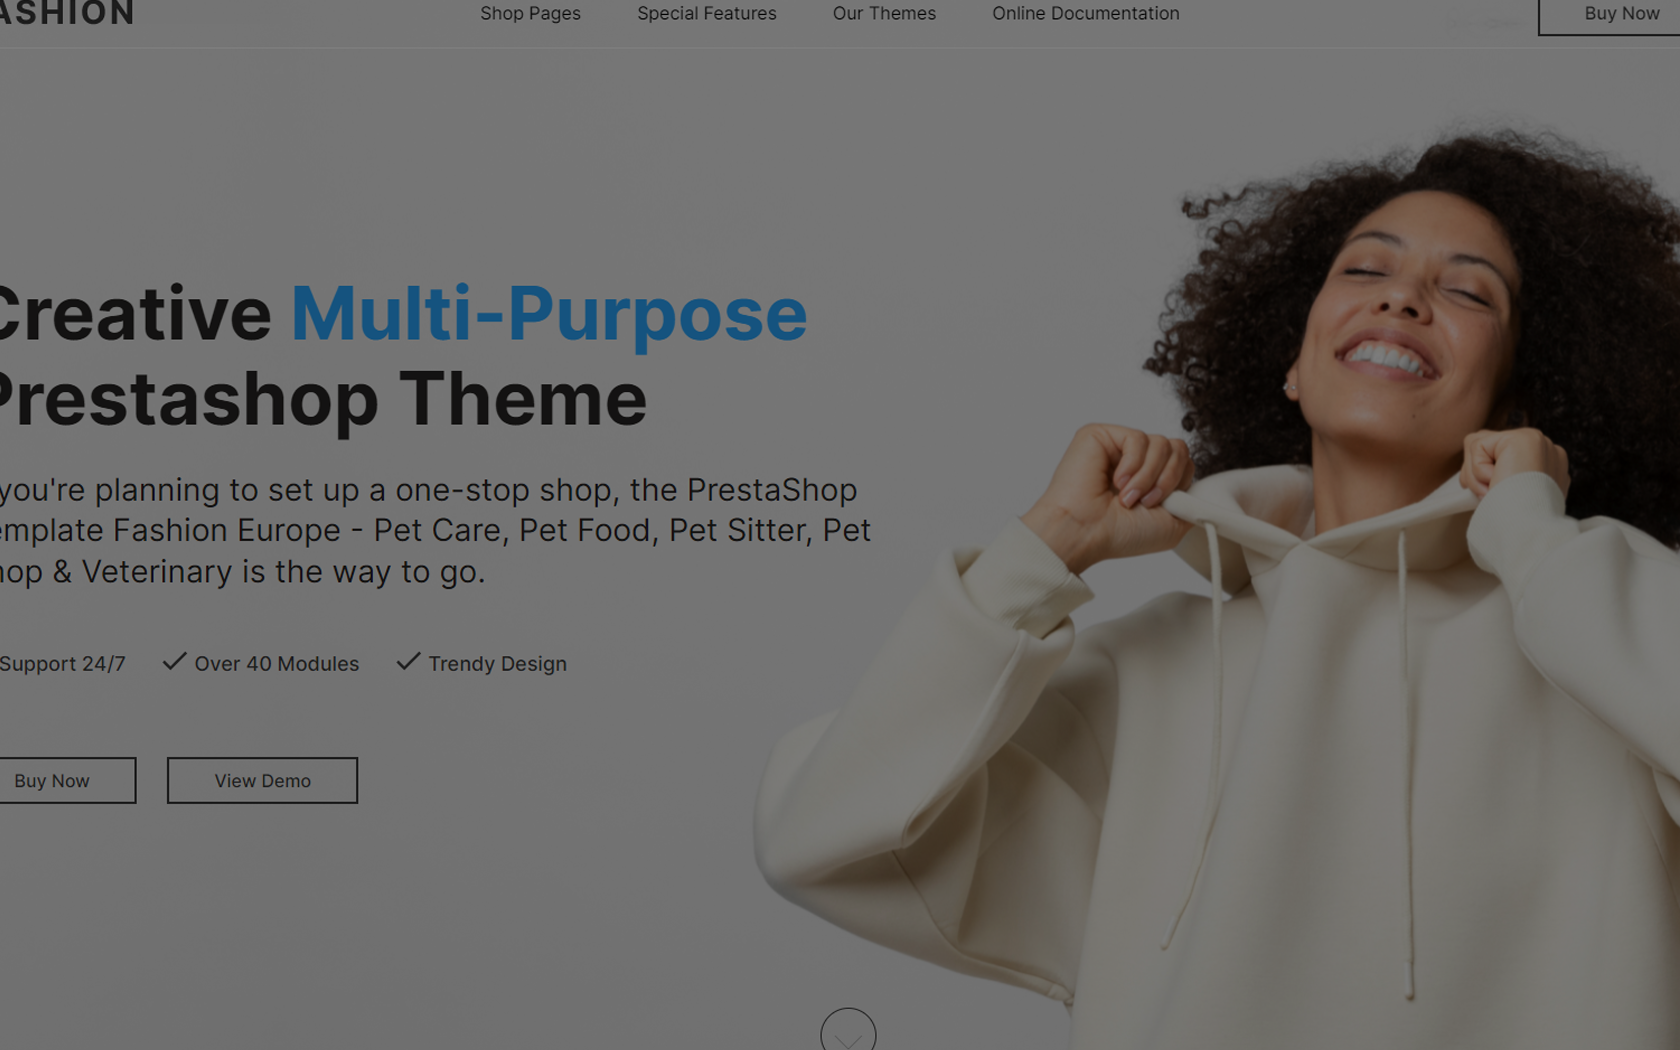 ASHION
Shop Pages
Special Features
Our Themes
Online Documentation
Buy Now
Creative Multi-Purpose
Prestashop Theme
you're planning to set up a one-stop shop, the PrestaShop
emplate Fashion Europe - Pet Care, Pet Food, Pet Sitter, Pet
hop & Veterinary is the way to go.
Support 24/7
Over 40 Modules
Trendy Design
Buy Now
View Demo